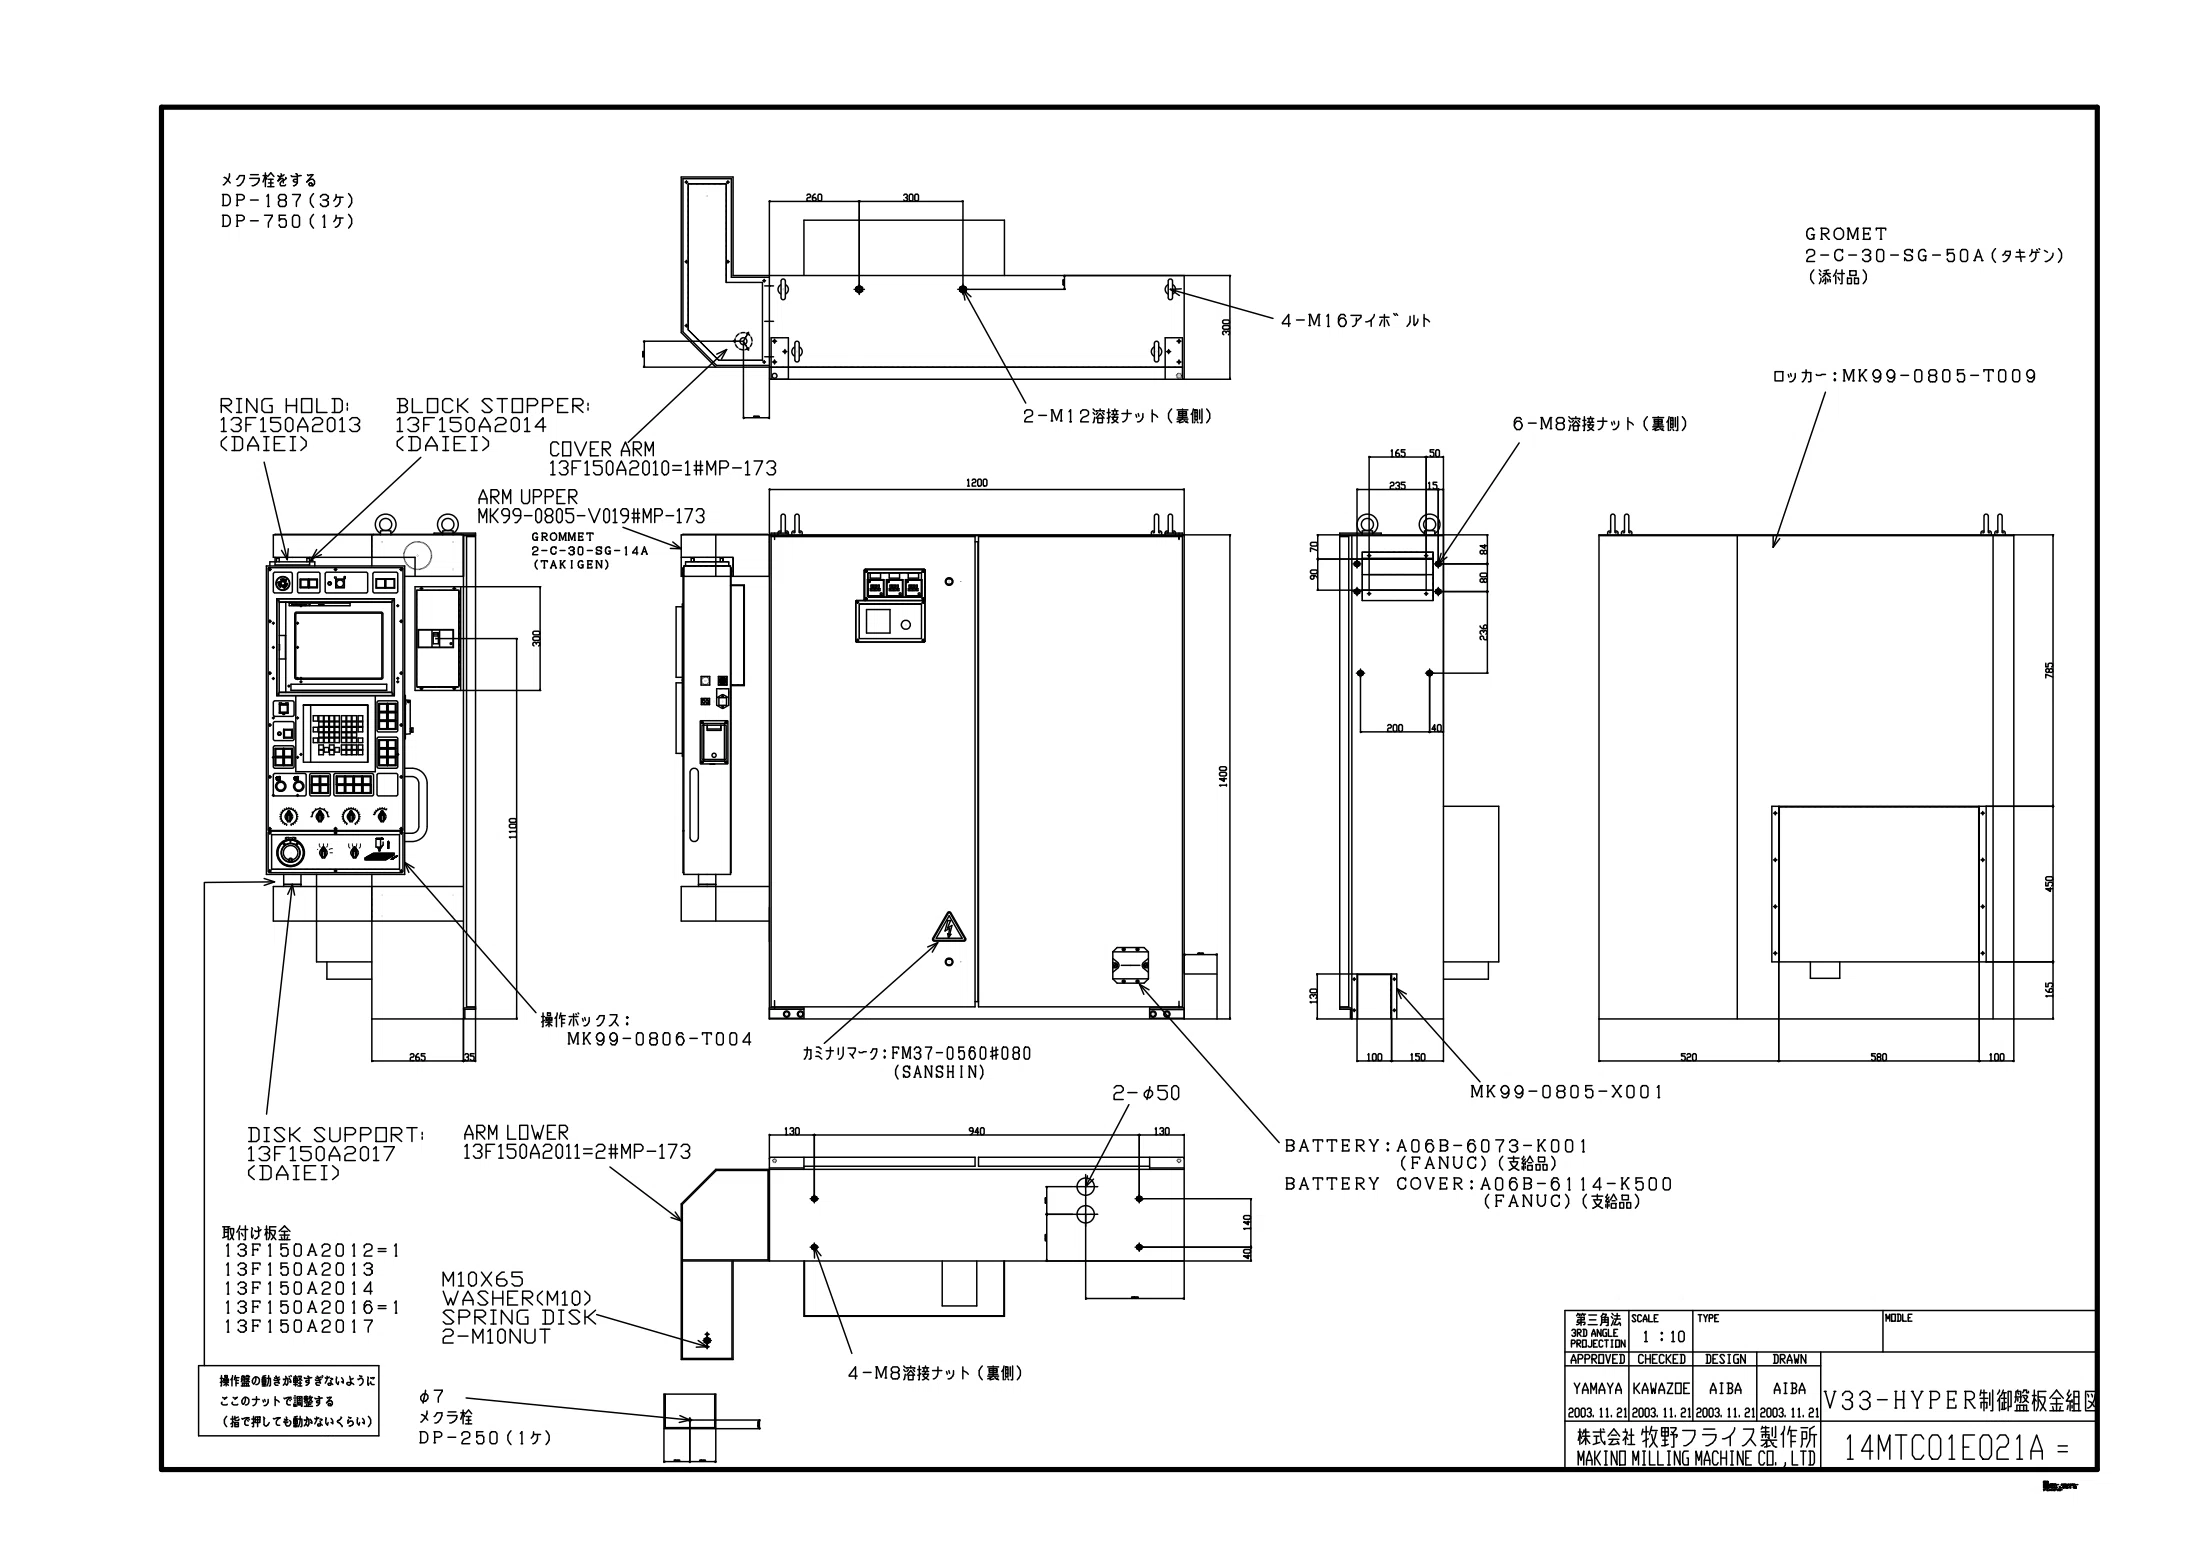 メクラ栓をする
DP-187(3ケ)
DP-750(1ケ)
260
300
300
4-M16アイボルト
2-M12溶接ナット(裏側)
GROMET
2-C-30-SG-50A(タキゲン)
(添付品)
ロッカー:MK99-0805-T009
6-M8溶接ナット(裏側)
RING HOLD:
13F150A2013
(DAIEI)
BLOCK STOPPER:
13F150A2014
(DAIEI)
COVER ARM
13F150A2010=1#MP-173
ARM UPPER
MK99-0805-V019#MP-173
GROMMET
2-C-30-SG-14A
(TAKIGEN)
300
1100
265
35
操作ボックス:
MK99-0806-T004
1200
1400
カミナリマーク:FM37-0560#080
(SANSHIN)
165
50
235
15
70
90
84
80
236
200
40
130
100
150
MK99-0805-X001
785
450
165
520
580
100
DISK SUPPORT:
13F150A2017
(DAIEI)
ARM LOWER
13F150A2011=2#MP-173
2-φ50
130
940
130
140
40
BATTERY:A06B-6073-K001
(FANUC)(支給品)
BATTERY COVER:A06B-6114-K500
(FANUC)(支給品)
取付け板金
13F150A2012=1
13F150A2013
13F150A2014
13F150A2016=1
13F150A2017
M10X65
WASHER(M10)
SPRING DISK
2-M10NUT
4-M8溶接ナット(裏側)
操作盤の動きが軽すぎないように
ここのナットで調整する
(指で押しても動かないくらい)
φ7
メクラ栓
DP-250(1ケ)
第三角法
3RD ANGLE
PROJECTION
SCALE
1:10
TYPE
MODLE
APPROVED CHECKED DESIGN DRAWN
YAMAYA KAWAZOE AIBA AIBA
2003.11.21 2003.11.21 2003.11.21 2003.11.21
V33-HYPER制御盤板金組図
株式会社 牧野フライス製作所
MAKINO MILLING MACHINE CO.,LTD
14MTC01E021A =